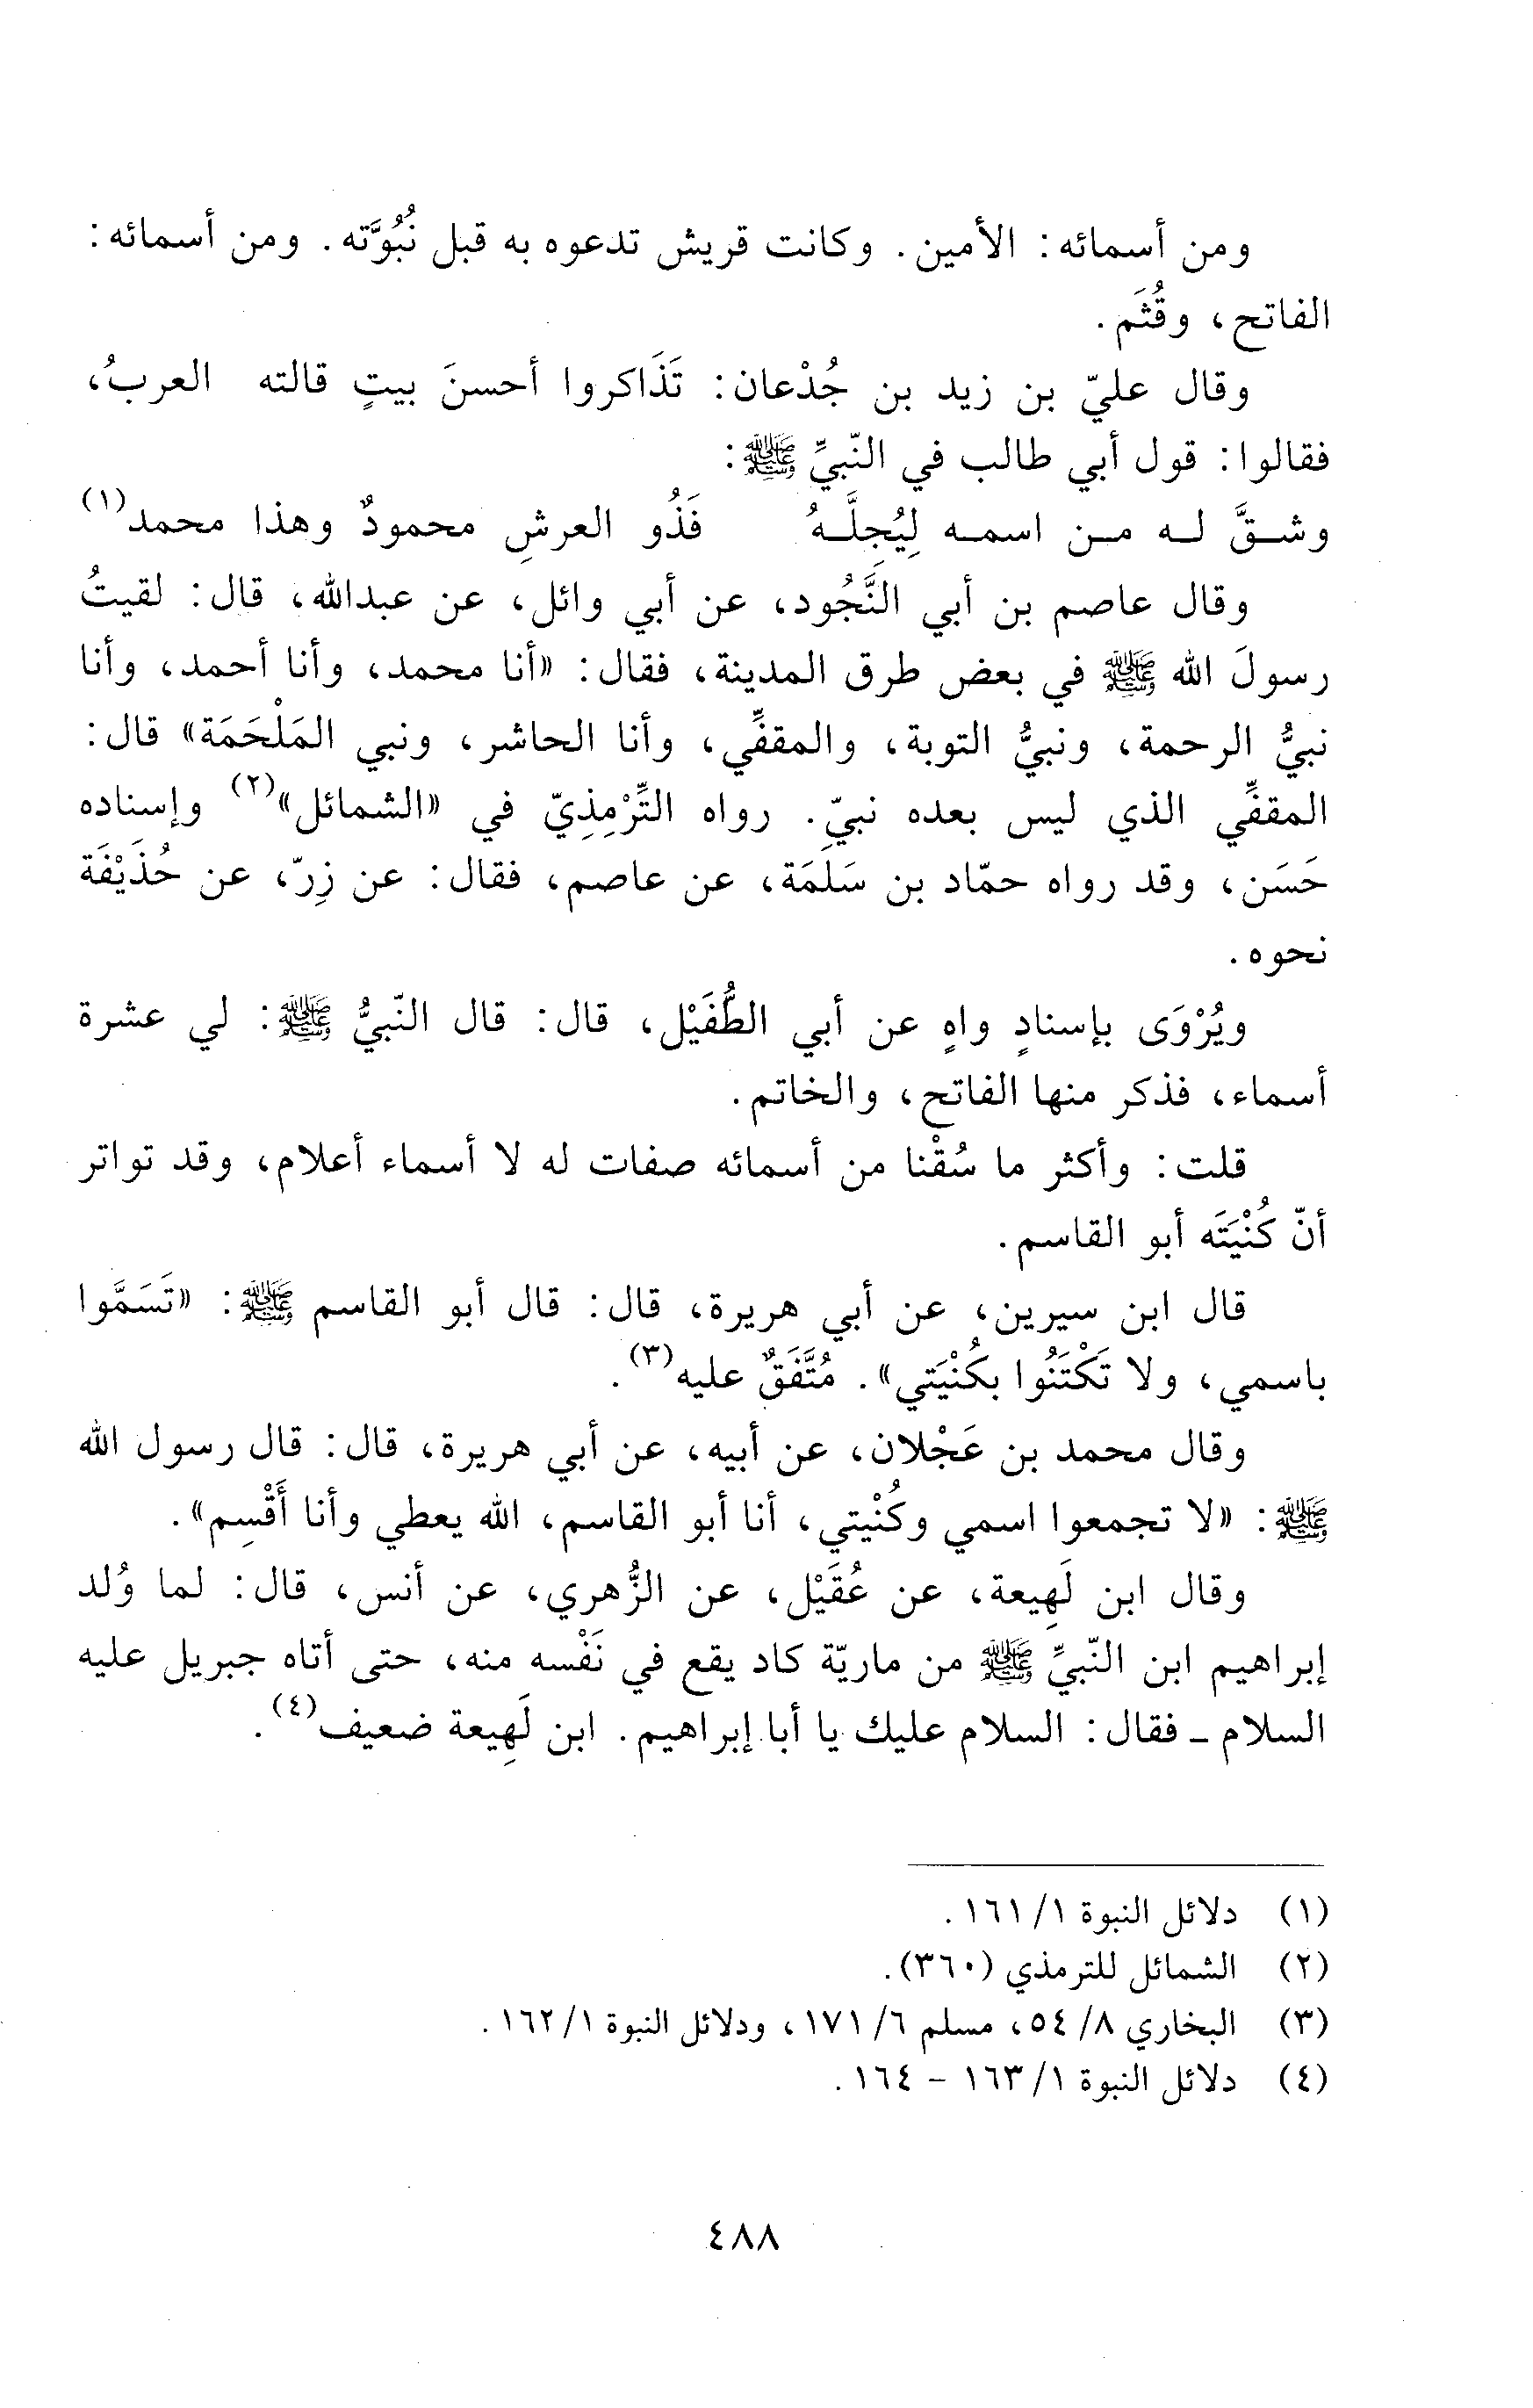 ومن أسمائه: الأمين. وكانت قريش تدعوه به قبل نُبُوَّته. ومن أسمائه:
الفاتح، وقُثَم.
وقال عليّ بن زيد بن جُدْعان: تَذَاكروا أحسنَ بيتٍ قالته العربُ،
فقالوا: قول أبي طالب في النّبيِّ ﷺ:
وشـقَّ لـه مـن اسمـه لِيُجِلَّـهُ فَذُو العرشِ محمودٌ وهذا محمد(١)
وقال عاصم بن أبي النَّجُود، عن أبي وائل، عن عبدالله، قال: لقيتُ
رسولَ الله ﷺ في بعض طرق المدينة، فقال: «أنا محمد، وأنا أحمد، وأنا
نبيُّ الرحمة، ونبيُّ التوبة، والمقفِّي، وأنا الحاشر، ونبي المَلْحَمَة» قال:
المقفِّي الذي ليس بعده نبيّ. رواه التِّرْمِذِيّ في «الشمائل»(٢) وإسناده
حَسَن، وقد رواه حمّاد بن سَلَمَة، عن عاصم، فقال: عن زِرّ، عن حُذَيْفَة
نحوه.
ويُرْوَى بإسنادٍ واهٍ عن أبي الطُّفَيْل، قال: قال النّبيُّ ﷺ: لي عشرة
أسماء، فذكر منها الفاتح، والخاتم.
قلت: وأكثر ما سُقْنا من أسمائه صفات له لا أسماء أعلام، وقد تواتر
أنّ كُنْيَتَه أبو القاسم.
قال ابن سيرين، عن أبي هريرة، قال: قال أبو القاسم ﷺ: «تَسَمَّوا
باسمي، ولا تَكْتَنُوا بكُنْيَتي». مُتَّفَقٌ عليه(٣).
وقال محمد بن عَجْلان، عن أبيه، عن أبي هريرة، قال: قال رسول الله
ﷺ: «لا تجمعوا اسمي وكُنْيتي، أنا أبو القاسم، الله يعطي وأنا أَقْسِم».
وقال ابن لَهِيعة، عن عُقَيْل، عن الزُّهري، عن أنس، قال: لما وُلد
إبراهيم ابن النّبيِّ ﷺ من ماريّة كاد يقع في نَفْسه منه، حتى أتاه جبريل عليه
السلام - فقال: السلام عليك يا أبا إبراهيم. ابن لَهِيعة ضعيف(٤).
(١) دلائل النبوة ١/ ١٦١.
(٢) الشمائل للترمذي (٣٦٠).
(٣) البخاري ٨/ ٥٤، مسلم ٦/ ١٧١، ودلائل النبوة ١/ ١٦٢.
(٤) دلائل النبوة ١/ ١٦٣ - ١٦٤.
٤٨٨